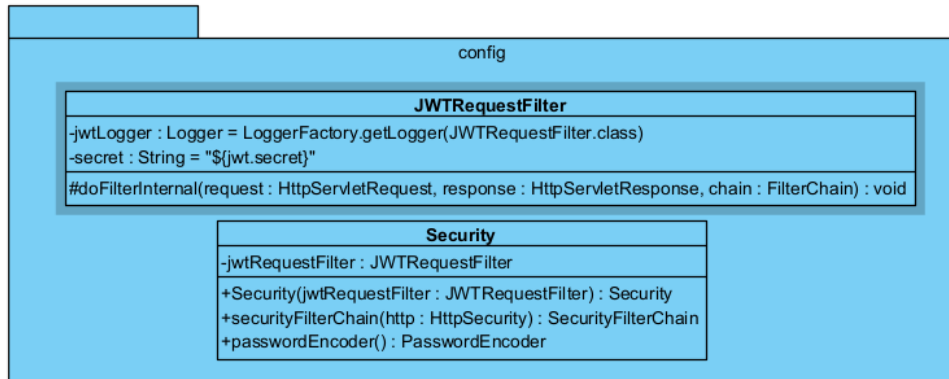 config
JWTRequestFilter
-jwtLogger : Logger = LoggerFactory.getLogger(JWTRequestFilter.class)
-secret : String = "${jwt.secret}"
#doFilterInternal(request : HttpServletRequest, response : HttpServletResponse, chain : FilterChain) : void
Security
-jwtRequestFilter : JWTRequestFilter
+Security(jwtRequestFilter : JWTRequestFilter) : Security
+securityFilterChain(http : HttpSecurity) : SecurityFilterChain
+passwordEncoder() : PasswordEncoder